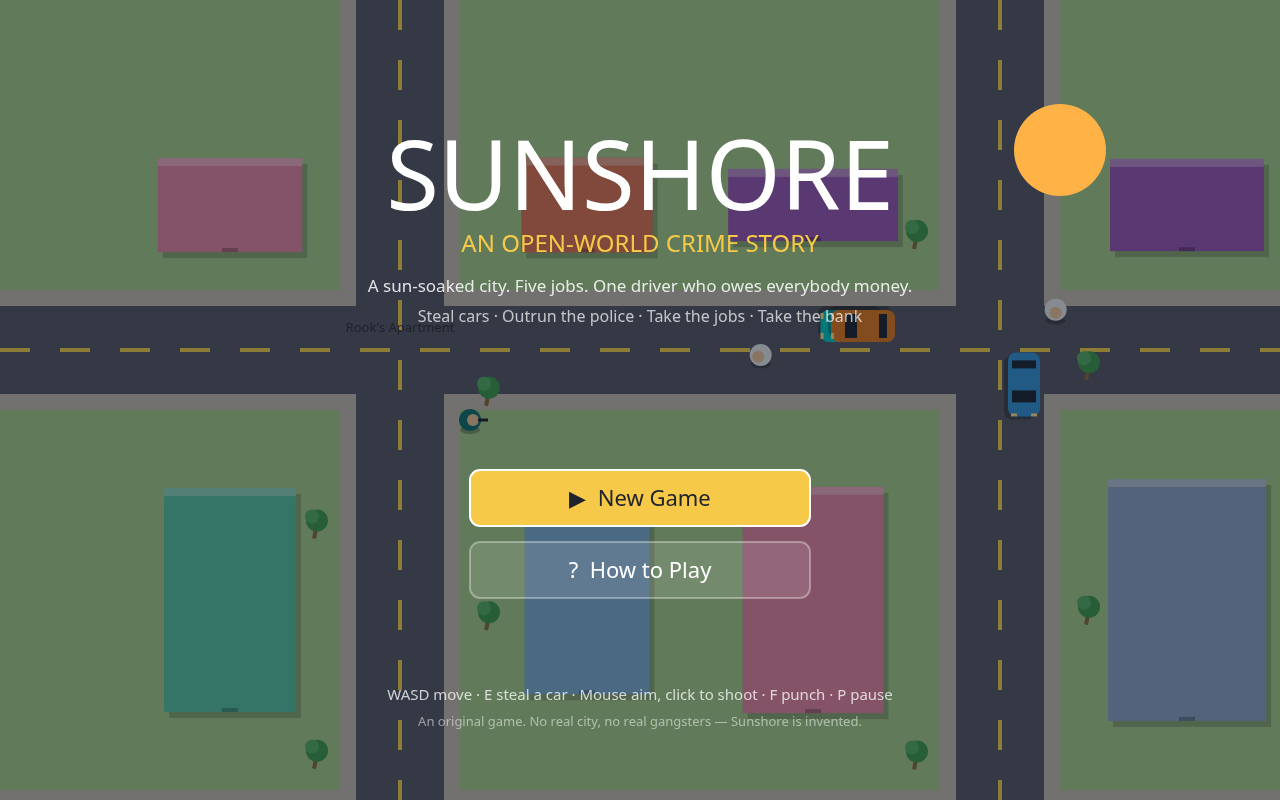 SUNSHORE
AN OPEN-WORLD CRIME STORY
A sun-soaked city. Five jobs. One driver who owes everybody money.
Steal cars · Outrun the police · Take the jobs · Take the bank
Rook's Apartment
▶ New Game
? How to Play
WASD move · E steal a car · Mouse aim, click to shoot · F punch · P pause
An original game. No real city, no real gangsters — Sunshore is invented.